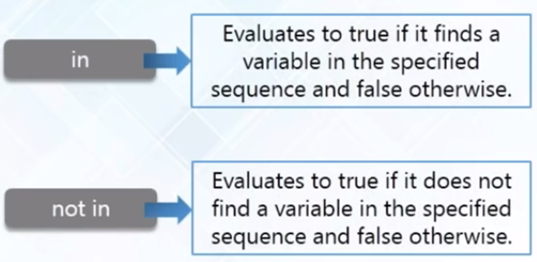 in
Evaluates to true if it finds a
variable in the specified
sequence and false otherwise.
not in
Evaluates to true if it does not
find a variable in the specified
sequence and false otherwise.